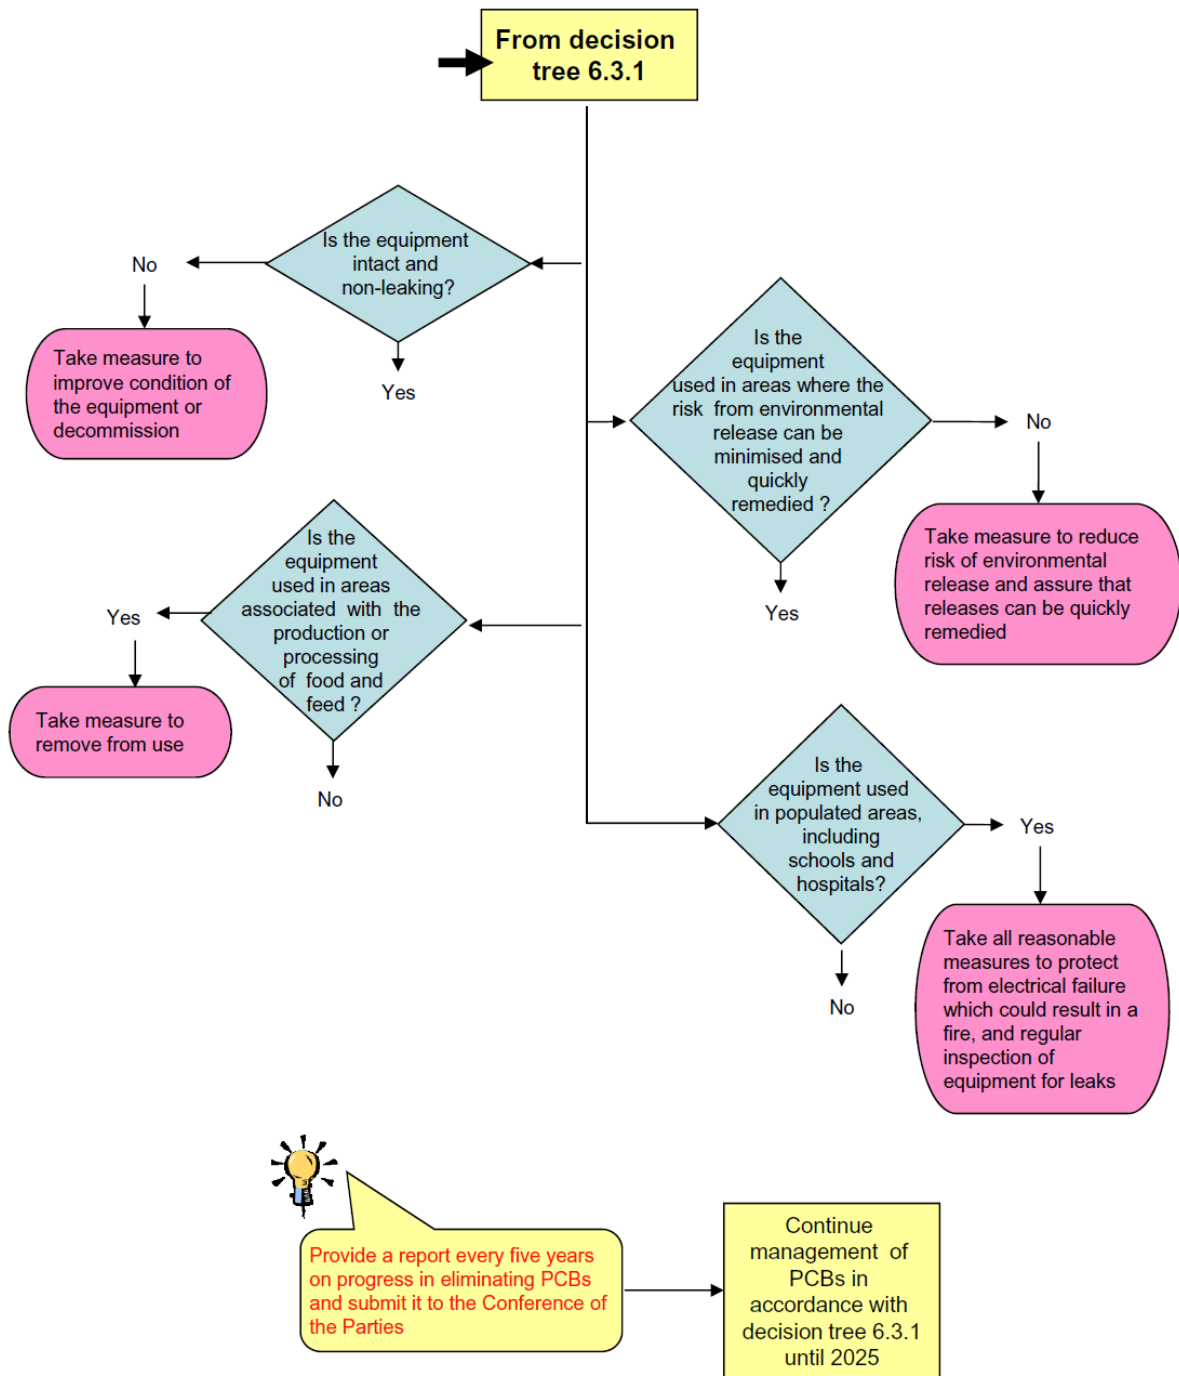 From decision
tree 6.3.1
Is the equipment
intact and
non-leaking?
No
Yes
Take measure to
improve condition of
the equipment or
decommission
Is the
equipment
used in areas where the
risk from environmental
release can be
minimised and
quickly
remedied ?
No
Yes
Take measure to reduce
risk of environmental
release and assure that
releases can be quickly
remedied
Is the
equipment
used in areas
associated with the
production or
processing
of food and
feed ?
Yes
No
Take measure to
remove from use
Is the
equipment used
in populated areas,
including
schools and
hospitals?
Yes
No
Take all reasonable
measures to protect
from electrical failure
which could result in a
fire, and regular
inspection of
equipment for leaks
Provide a report every five years
on progress in eliminating PCBs
and submit it to the Conference of
the Parties
Continue
management of
PCBs in
accordance with
decision tree 6.3.1
until 2025